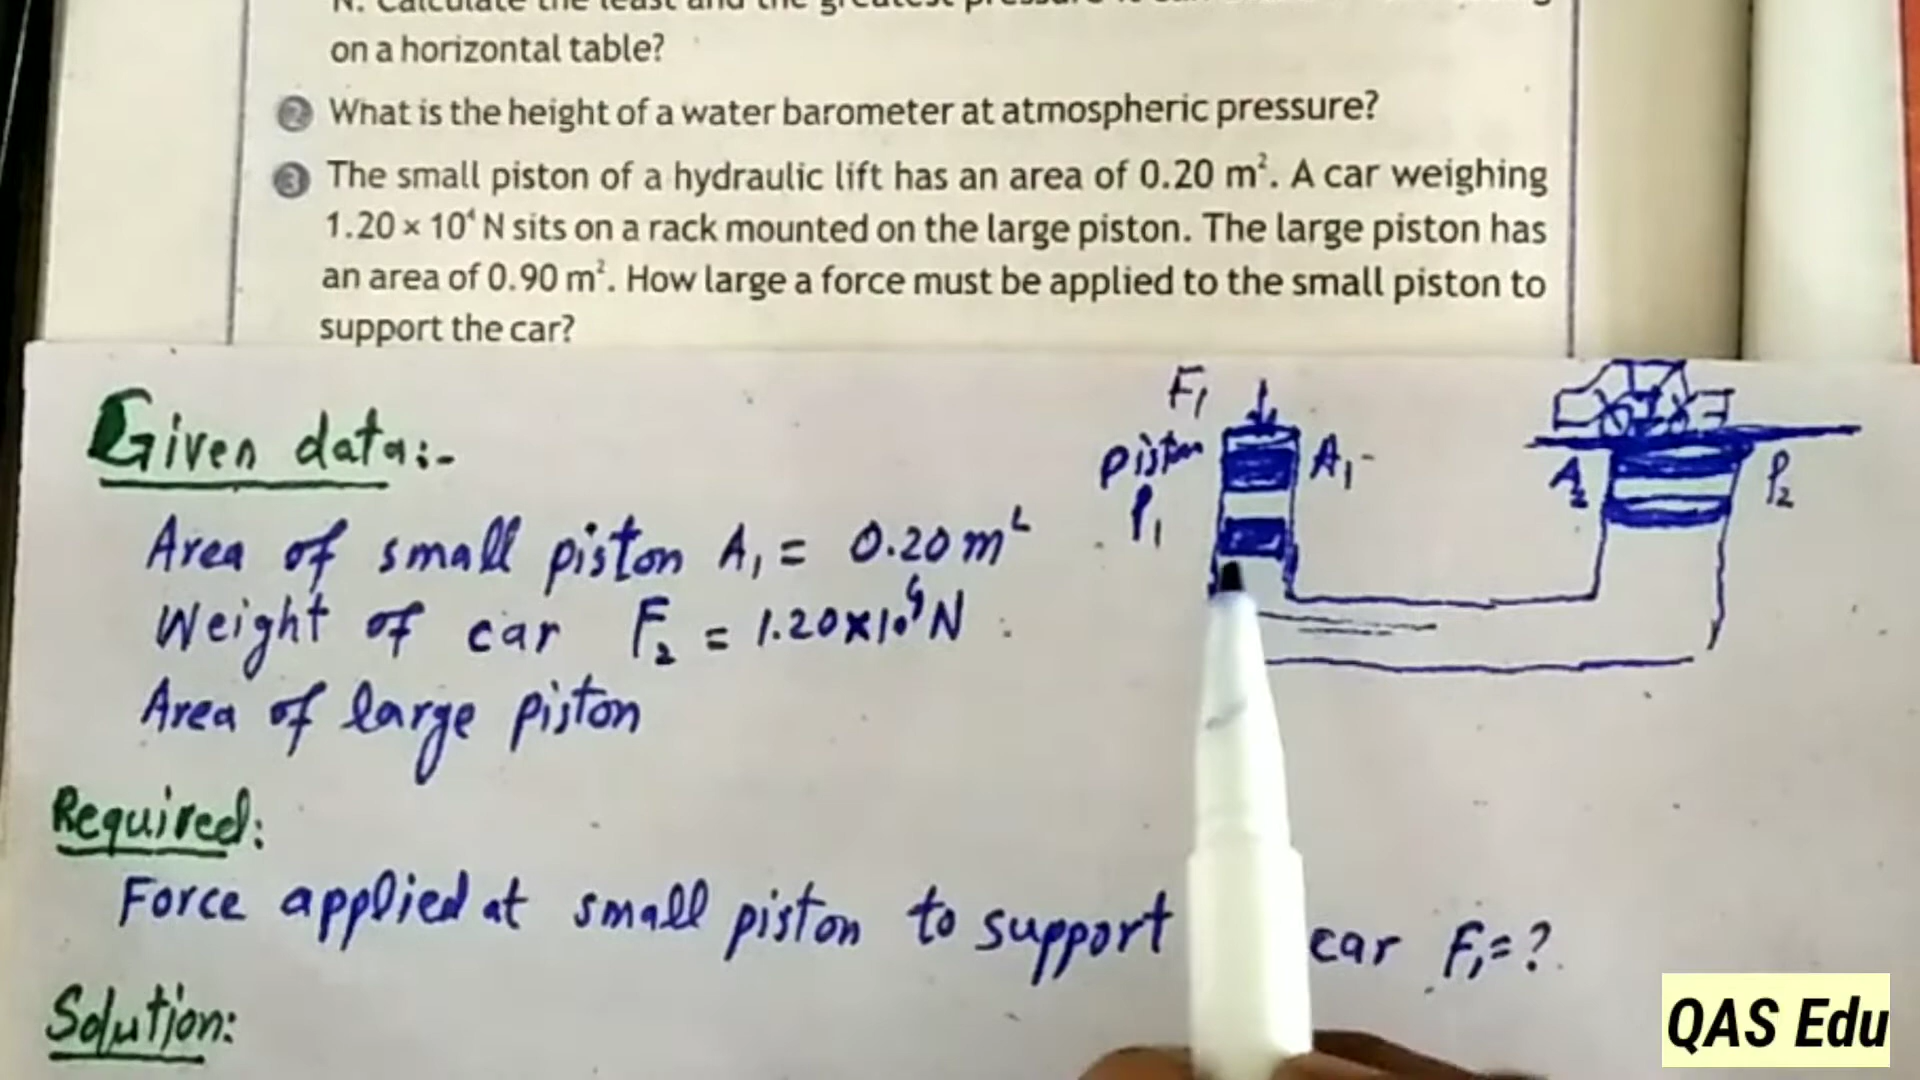 on a horizontal table?
2 What is the height of a water barometer at atmospheric pressure?
3 The small piston of a hydraulic lift has an area of 0.20 m². A car weighing
1.20 × 10⁴ N sits on a rack mounted on the large piston. The large piston has
an area of 0.90 m². How large a force must be applied to the small piston to
support the car?
Given data:-
Area of small piston A₁ = 0.20 m²
Weight of car F₂ = 1.20×10⁴ N
Area of large piston
F₁
piston
P₁
A₁
A₂
P₂
Required:
Force applied at small piston to support car F₁=?
Solution:
QAS Edu